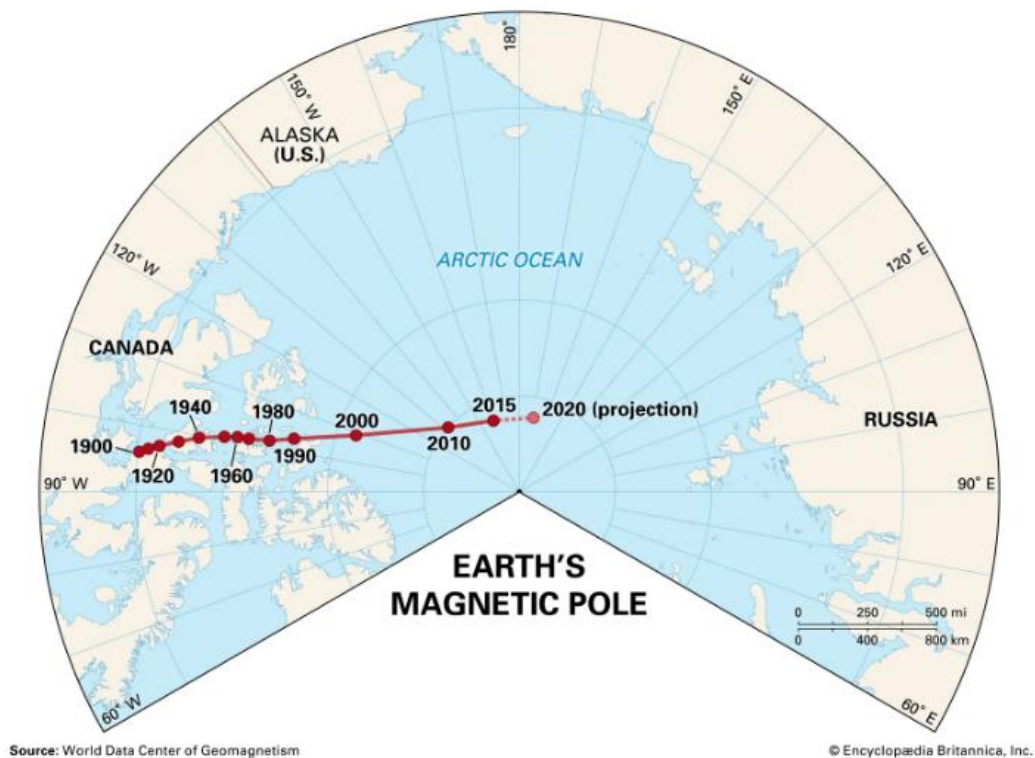 180°
150° W
150° E
ALASKA
(U.S.)
120° W
120° E
ARCTIC OCEAN
CANADA
1940
1980
2000
2015
2020 (projection)
RUSSIA
1900
1920
1960
1990
2010
90° W
90° E
EARTH'S
MAGNETIC POLE
0 250 500 mi
0 400 800 km
60° W
60° E
Source: World Data Center of Geomagnetism
© Encyclopædia Britannica, Inc.